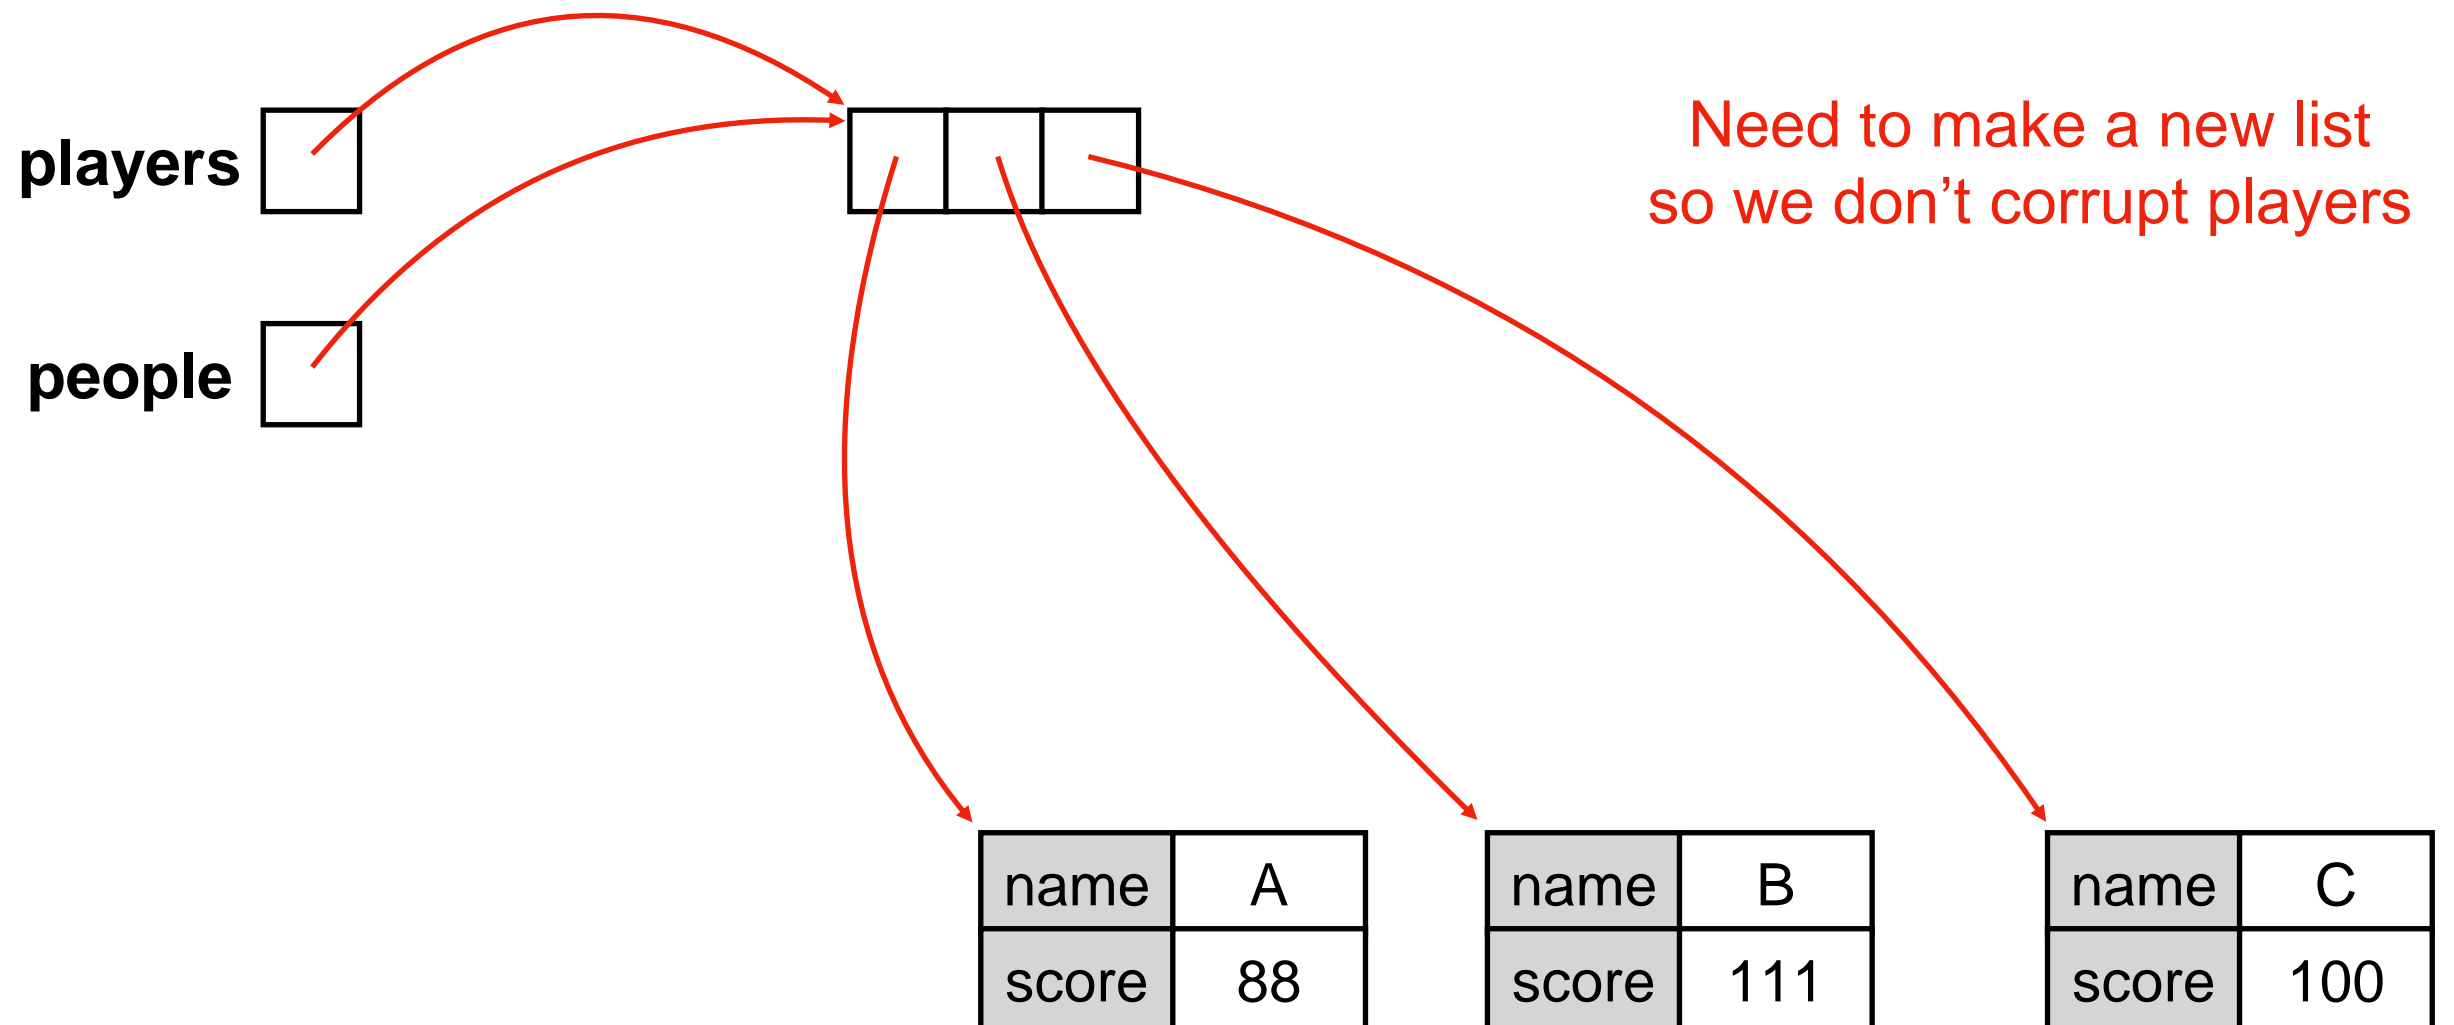 players
Need to make a new list
so we don’t corrupt players
people
name A
score 88
name B
score 111
name C
score 100